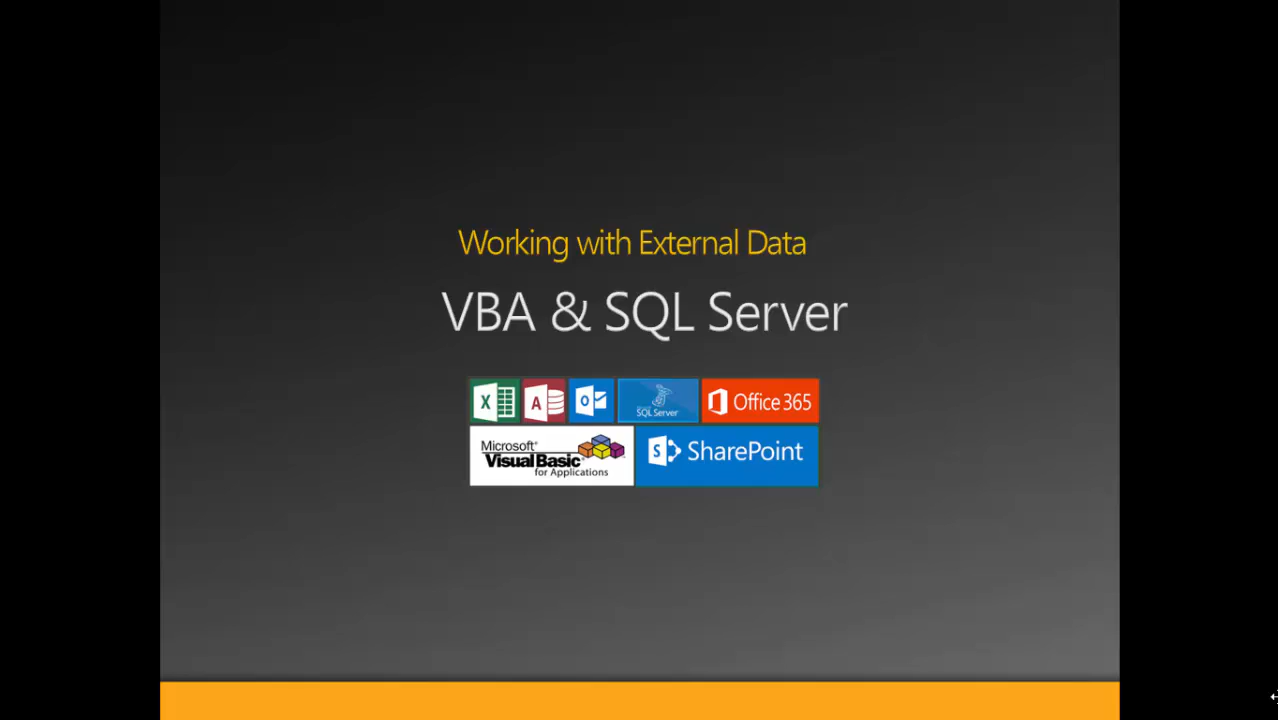 Working with External Data
VBA & SQL Server
X A O SQL Server Office 365
Microsoft®
Visual Basic®
for Applications
S SharePoint